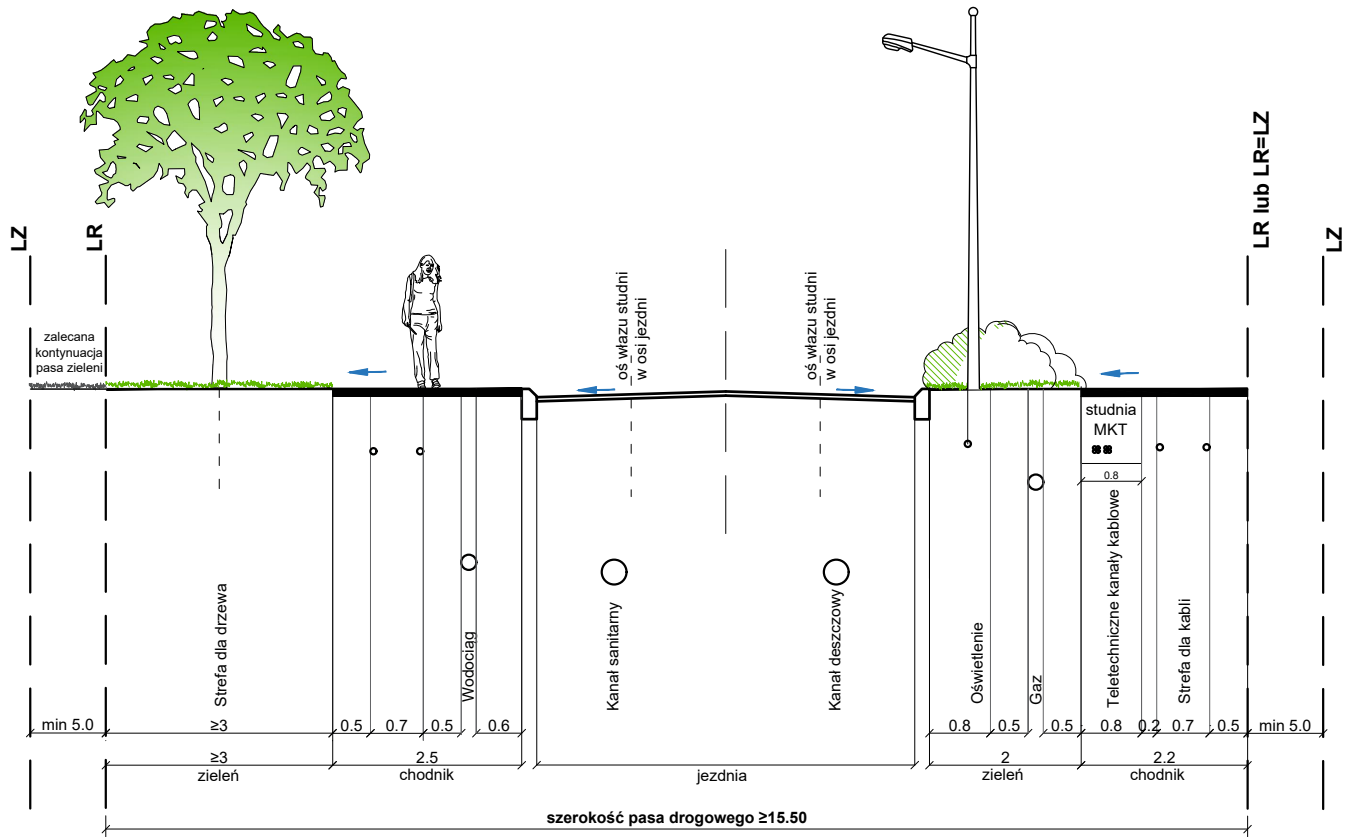 LZ
LR
LR lub LR=LZ
LZ
zalecana
kontynuacja
pasa zieleni
oś włazu studni
w osi jezdni
oś włazu studni
w osi jezdni
studnia
MKT
0.8
Strefa dla drzewa
Wodociąg
Kanał sanitarny
Kanał deszczowy
Oświetlenie
Gaz
Teletechniczne kanały kablowe
Strefa dla kabli
min 5.0
≥3
0.5
0.7
0.5
0.6
0.8
0.5
0.5
0.8
0.2
0.7
0.5
min 5.0
≥3
2.5
2
2.2
zieleń
chodnik
jezdnia
zieleń
chodnik
szerokość pasa drogowego ≥15.50